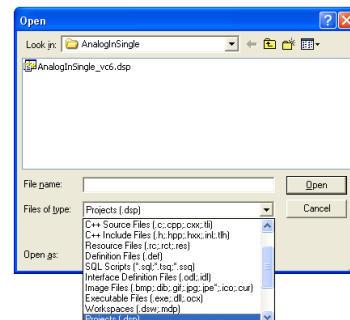 Open
Look in: AnalogInSingle
AnalogInSingle_vc6.dsp
File name:
Open
Files of type: Projects (.dsp)
Cancel
C++ Source Files (.c;.cpp;.cxx;.tli)
C++ Include Files (.h;.hpp;.hxx;.inl;.tlh)
Resource Files (.rc;.rct;.res)
Definition Files (.def)
Open as:
SQL Scripts (*.sql;*.tsq;*.ssq)
Interface Definition Files (.odl;.idl)
Image Files (.bmp;.dib;.gif;.jpg;.jpe*;.ico;.cur)
Executable Files (.exe;.dll;.ocx)
Workspaces (.dsw;.mdp)
Projects (.dsp)